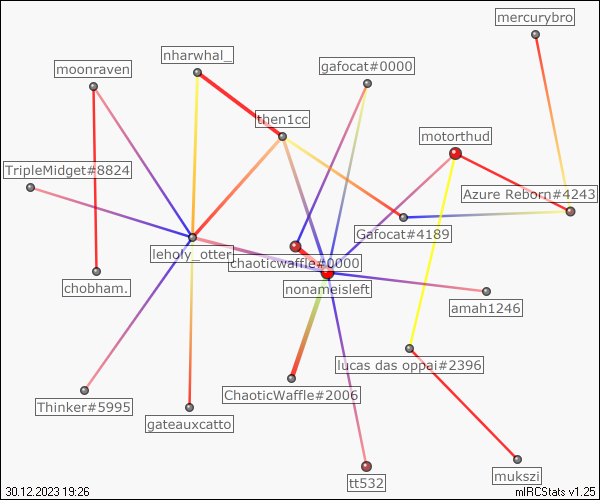 mercurybro
nharwhal_
gafocat#0000
moonraven
then1cc
motorthud
TripleMidget#8824
Azure Reborn#4243
Gafocat#4189
leholy_otter
chaoticwaffle#0000
chobham.
nonameisleft
amah1246
lucas das oppai#2396
ChaoticWaffle#2006
Thinker#5995
gateauxcatto
tt532
mukszi
30.12.2023 19:26
mIRCStats v1.25